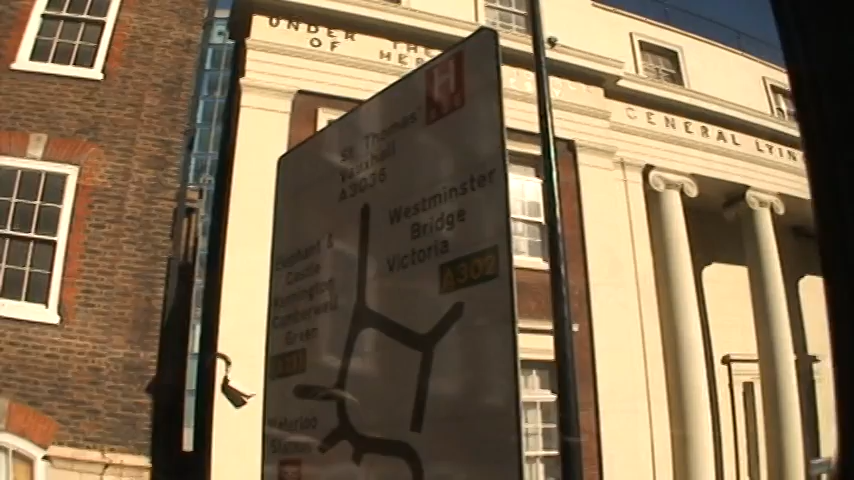 UNDER THE
OF HER
GENERAL LYING
H
A&E
St. Thomas'
Vauxhall
A3036
Westminster
Bridge
Victoria
A302
Elephant &
Castle
Kennington
Camberwell
Green
Waterloo
Station